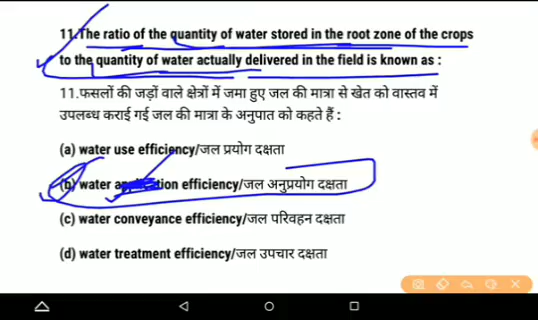 11.The ratio of the quantity of water stored in the root zone of the crops
to the quantity of water actually delivered in the field is known as :
11.फसलों की जड़ों वाले क्षेत्रों में जमा हुए जल की मात्रा से खेत को वास्तव में
उपलब्ध कराई गई जल की मात्रा के अनुपात को कहते हैं :
(a) water use efficiency/जल प्रयोग दक्षता
(b) water application efficiency/जल अनुप्रयोग दक्षता
(c) water conveyance efficiency/जल परिवहन दक्षता
(d) water treatment efficiency/जल उपचार दक्षता